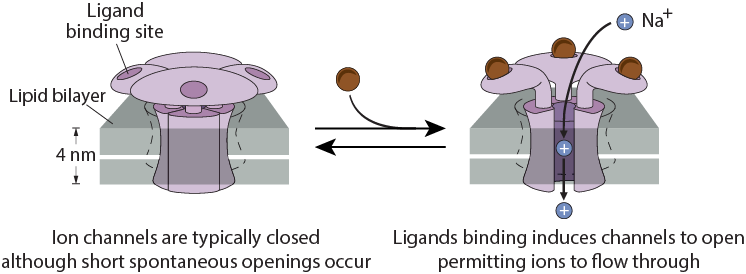 Ligand
binding site
Lipid bilayer
4 nm
Na⁺
+
+
+
Ion channels are typically closed
although short spontaneous openings occur
Ligands binding induces channels to open
permitting ions to flow through